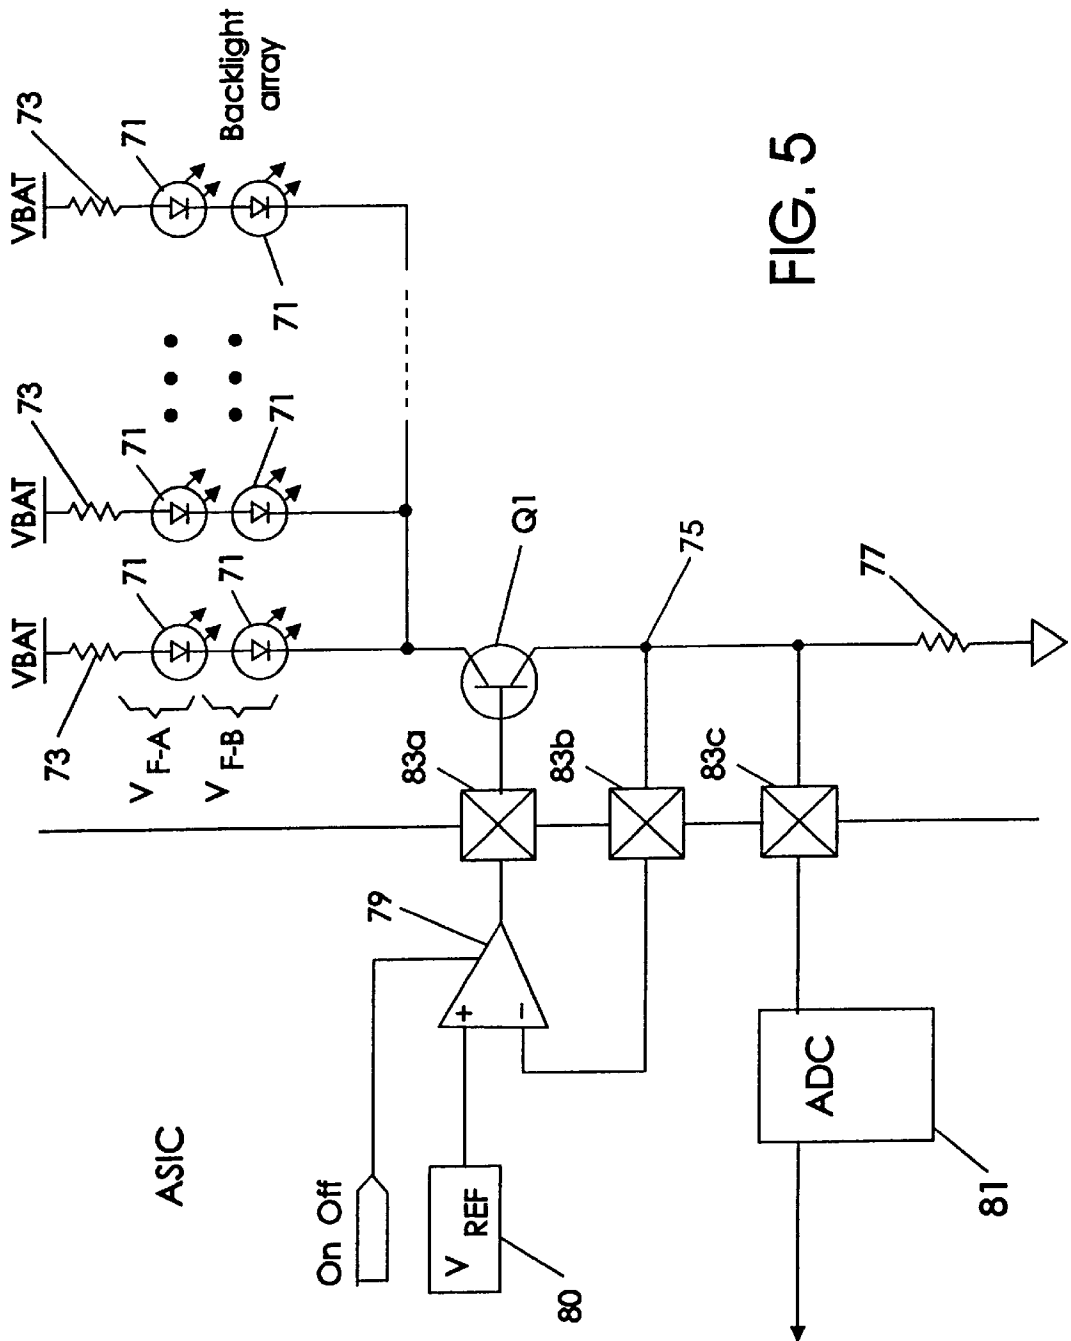 VBAT
VBAT
VBAT
73
73
73
71
71
71
71
71
71
Backlight
array
V F-A
V F-B
Q1
83a
83b
83c
75
77
79
ASIC
On Off
+
−
V REF
80
ADC
81
FIG. 5